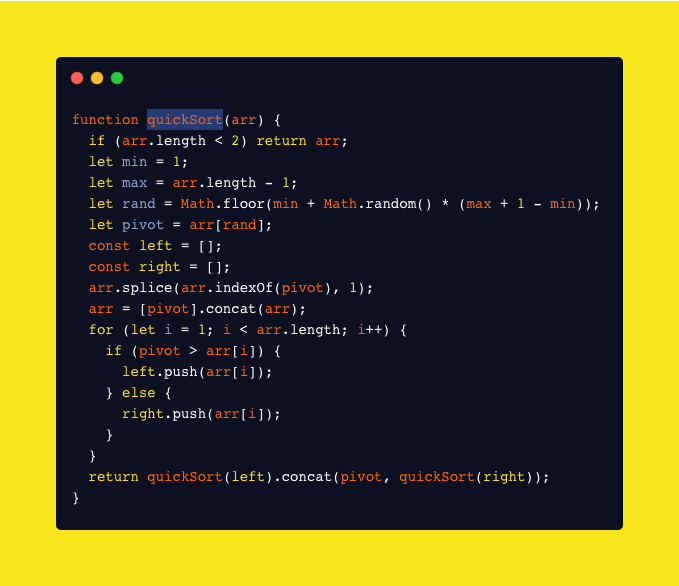 function quickSort(arr) {
  if (arr.length < 2) return arr;
  let min = 1;
  let max = arr.length - 1;
  let rand = Math.floor(min + Math.random() * (max + 1 - min));
  let pivot = arr[rand];
  const left = [];
  const right = [];
  arr.splice(arr.indexOf(pivot), 1);
  arr = [pivot].concat(arr);
  for (let i = 1; i < arr.length; i++) {
    if (pivot > arr[i]) {
      left.push(arr[i]);
    } else {
      right.push(arr[i]);
    }
  }
  return quickSort(left).concat(pivot, quickSort(right));
}